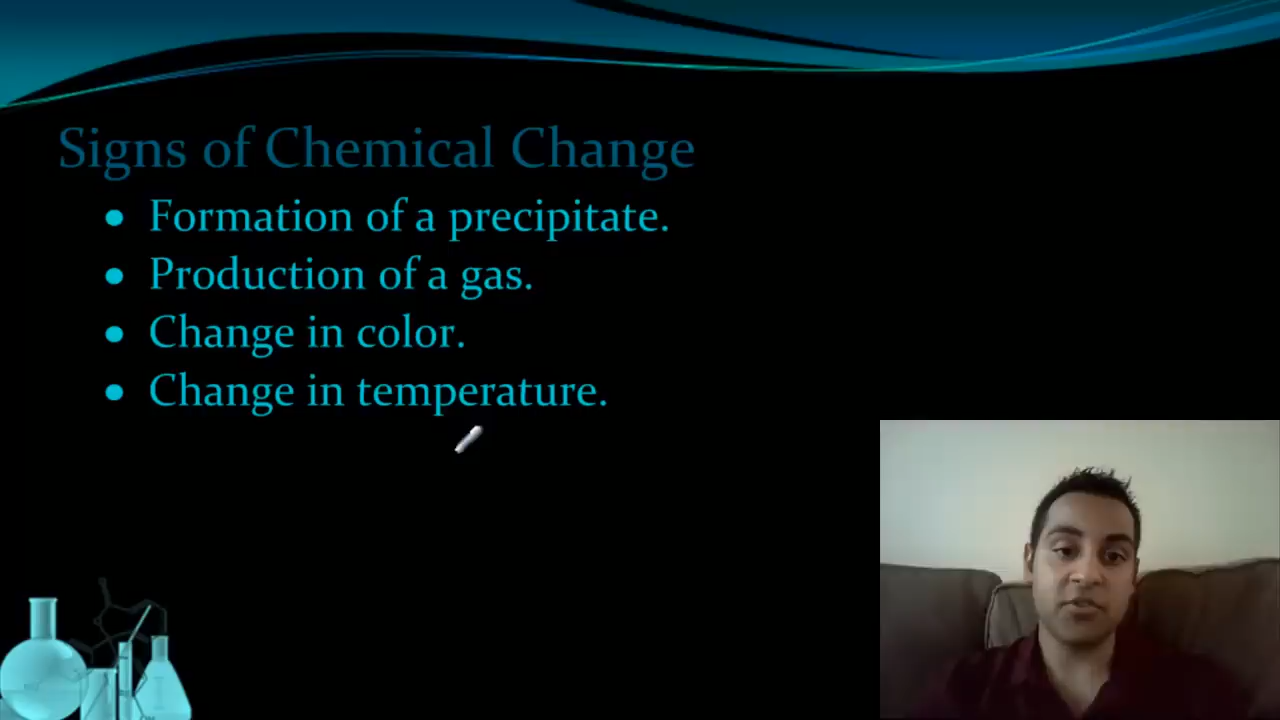 Signs of Chemical Change
● Formation of a precipitate.
● Production of a gas.
● Change in color.
● Change in temperature.